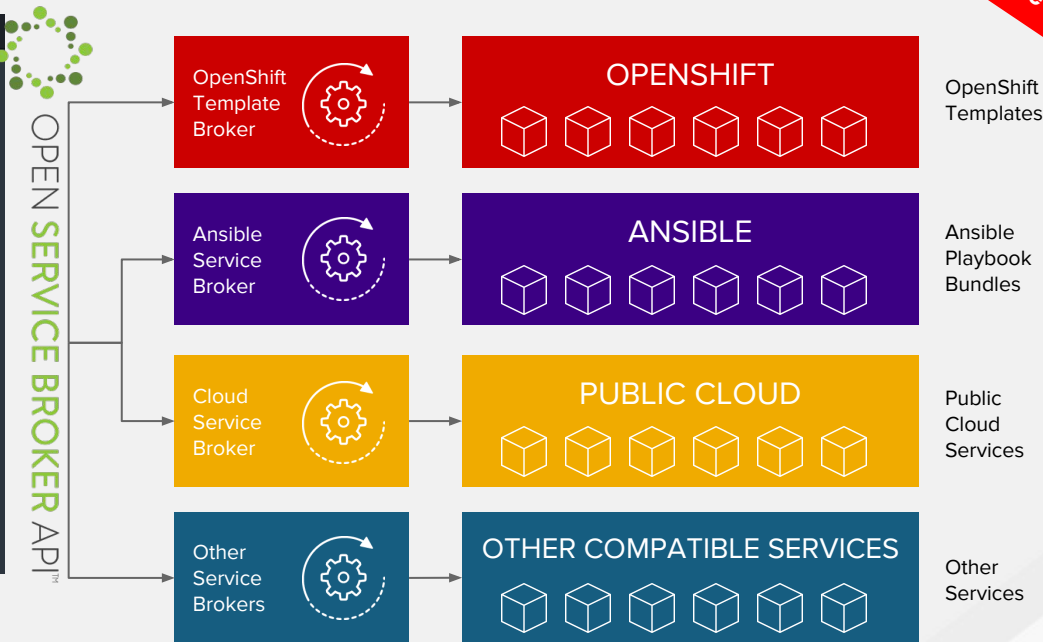 OPEN SERVICE BROKER API™
OpenShift
Template
Broker
OPENSHIFT
OpenShift
Templates
Ansible
Service
Broker
ANSIBLE
Ansible
Playbook
Bundles
Cloud
Service
Broker
PUBLIC CLOUD
Public
Cloud
Services
Other
Service
Brokers
OTHER COMPATIBLE SERVICES
Other
Services